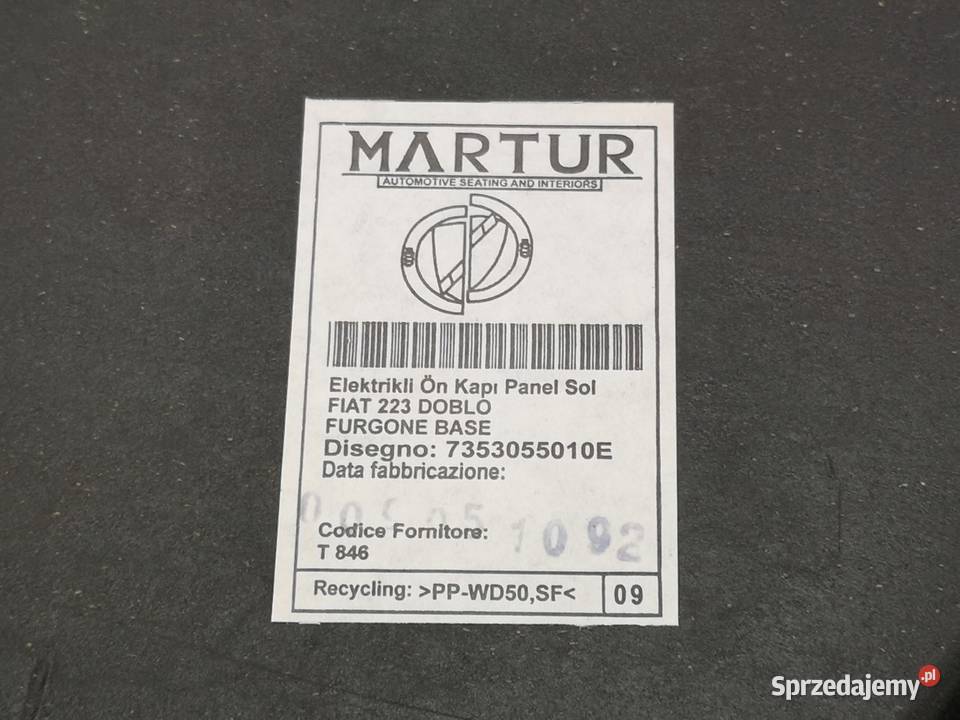 MARTUR
AUTOMOTIVE SEATING AND INTERIORS
Elektrikli Ön Kapı Panel Sol
FIAT 223 DOBLO
FURGONE BASE
Disegno: 7353055010E
Data fabbricazione:
1092
Codice Fornitore:
T 846
Recycling: >PP-WD50,SF< 09
Sprzedajemy.pl